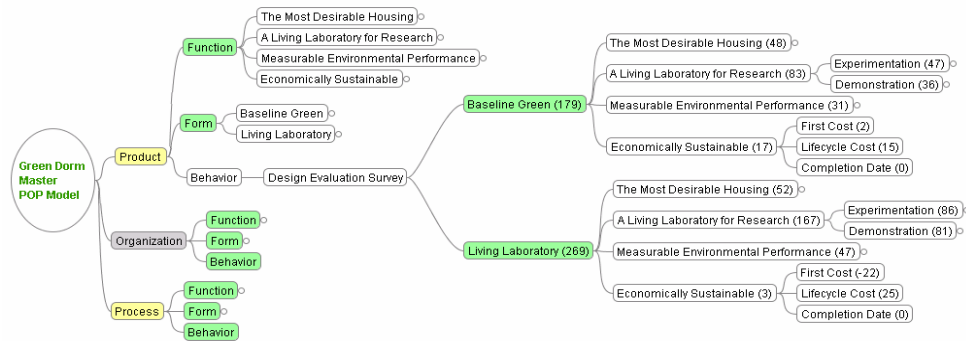 Green Dorm
Master
POP Model
Product
Function
The Most Desirable Housing
A Living Laboratory for Research
Measurable Environmental Performance
Economically Sustainable
Form
Baseline Green
Living Laboratory
Behavior
Design Evaluation Survey
Baseline Green (179)
The Most Desirable Housing (48)
A Living Laboratory for Research (83)
Experimentation (47)
Demonstration (36)
Measurable Environmental Performance (31)
Economically Sustainable (17)
First Cost (2)
Lifecycle Cost (15)
Completion Date (0)
Living Laboratory (269)
The Most Desirable Housing (52)
A Living Laboratory for Research (167)
Experimentation (86)
Demonstration (81)
Measurable Environmental Performance (47)
Economically Sustainable (3)
First Cost (-22)
Lifecycle Cost (25)
Completion Date (0)
Organization
Function
Form
Behavior
Process
Function
Form
Behavior